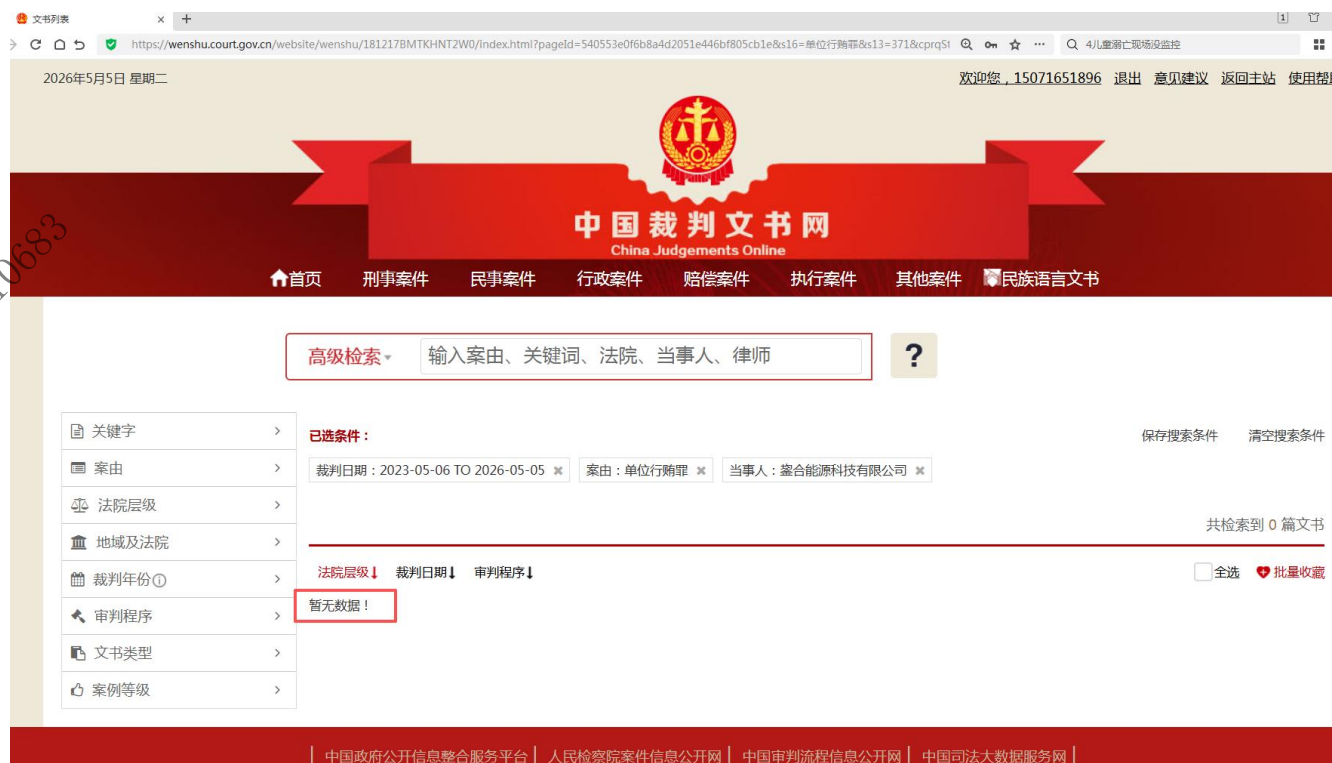 文书列表
1
https://wenshu.court.gov.cn/website/wenshu/181217BMTKHNT2W0/index.html?pageId=540553e0f6b8a4d2051e446bf805cb1e&s16=单位行贿罪&s13=371&cprqSt
4儿童溺亡现场没监控
2026年5月5日 星期二
欢迎您，15071651896 退出 意见建议 返回主站 使用帮助
中国裁判文书网
China Judgements Online
10683
首页 刑事案件 民事案件 行政案件 赔偿案件 执行案件 其他案件 民族语言文书
高级检索 输入案由、关键词、法院、当事人、律师 ?
关键字
案由
法院层级
地域及法院
裁判年份
审判程序
文书类型
案例等级
已选条件：
保存搜索条件 清空搜索条件
裁判日期：2023-05-06 TO 2026-05-05 案由：单位行贿罪 当事人：鋆合能源科技有限公司
共检索到 0 篇文书
法院层级 裁判日期 审判程序
全选 批量收藏
暂无数据！
中国政府公开信息整合服务平台 | 人民检察院案件信息公开网 | 中国审判流程信息公开网 | 中国司法大数据服务网